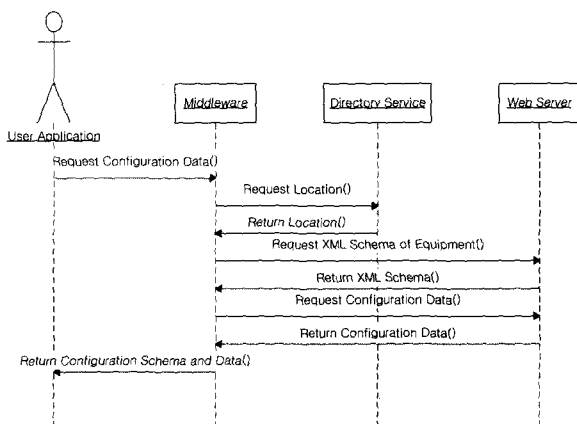 Middleware
Directory Service
Web Server
User Application
Request Configuration Data()
Request Location()
Return Location()
Request XML Schema of Equipment()
Return XML Schema()
Request Configuration Data()
Return Configuration Data()
Return Configuration Schema and Data()